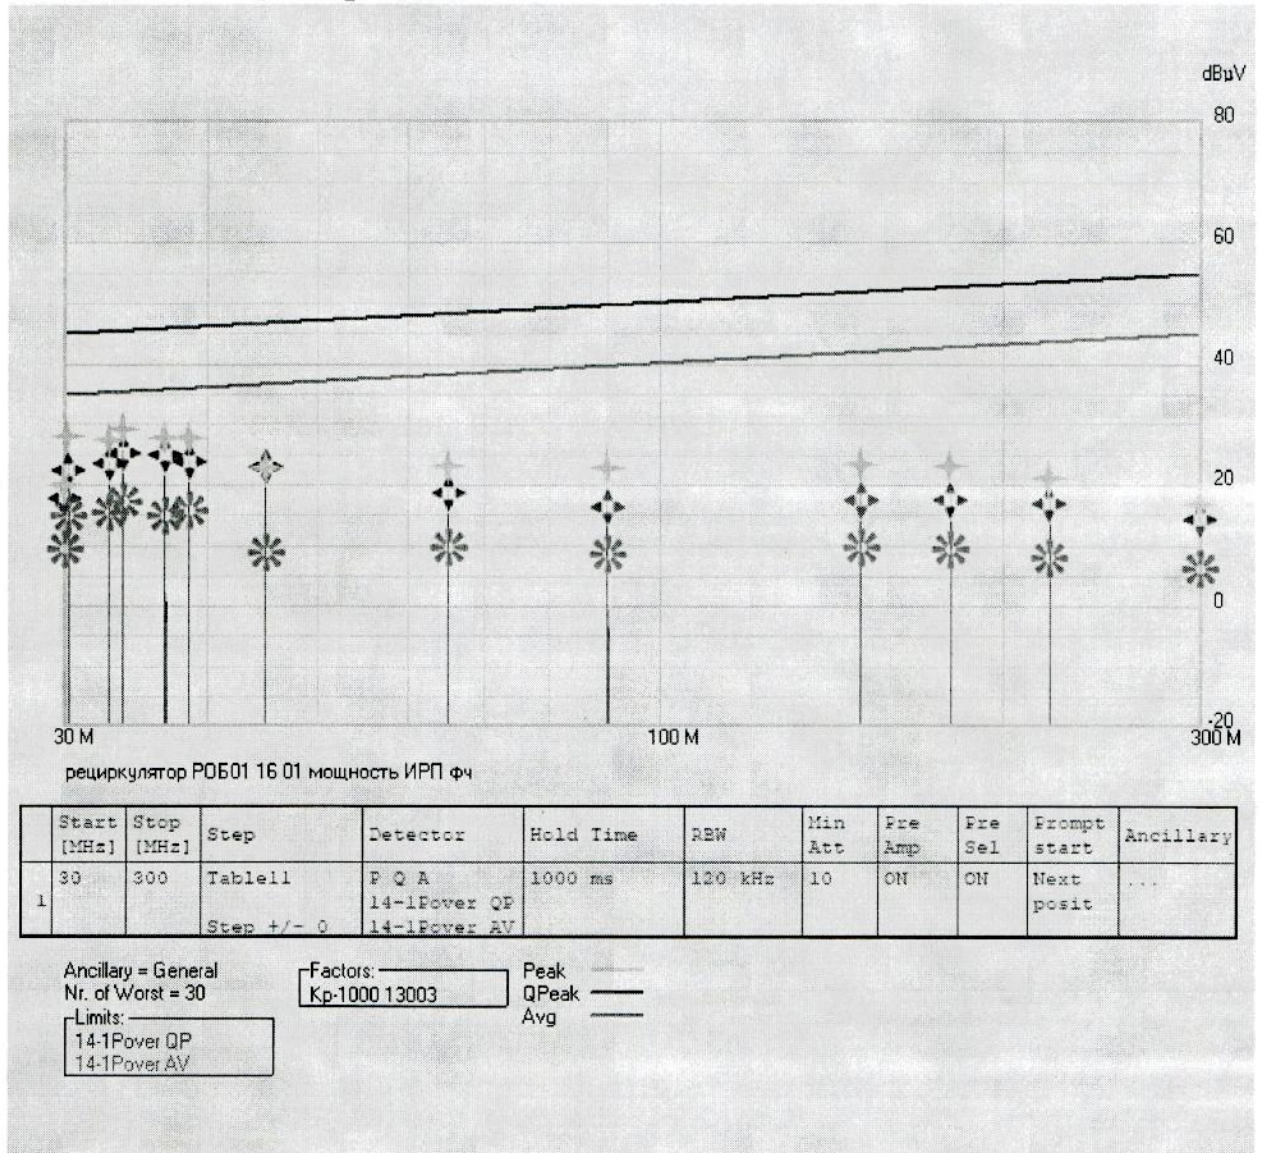 dBµV
80
60
40
20
0
-20
30 M 100 M 300 M
рециркулятор РОБ01 16 01 мощность ИРП фч
Start [MHz] Stop [MHz] Step Detector Hold Time RBW Min Att Pre Amp Pre Sel Prompt start Ancillary
1 30 300 Table11 P Q A 1000 ms 120 kHz 10 ON ON Next posit ...
14-1Pover QP
Step +/- 0 14-1Pover AV
Ancillary = General
Nr. of Worst = 30
Limits:
14-1Pover QP
14-1Pover AV
Factors:
Kp-1000 13003
Peak
QPeak
Avg